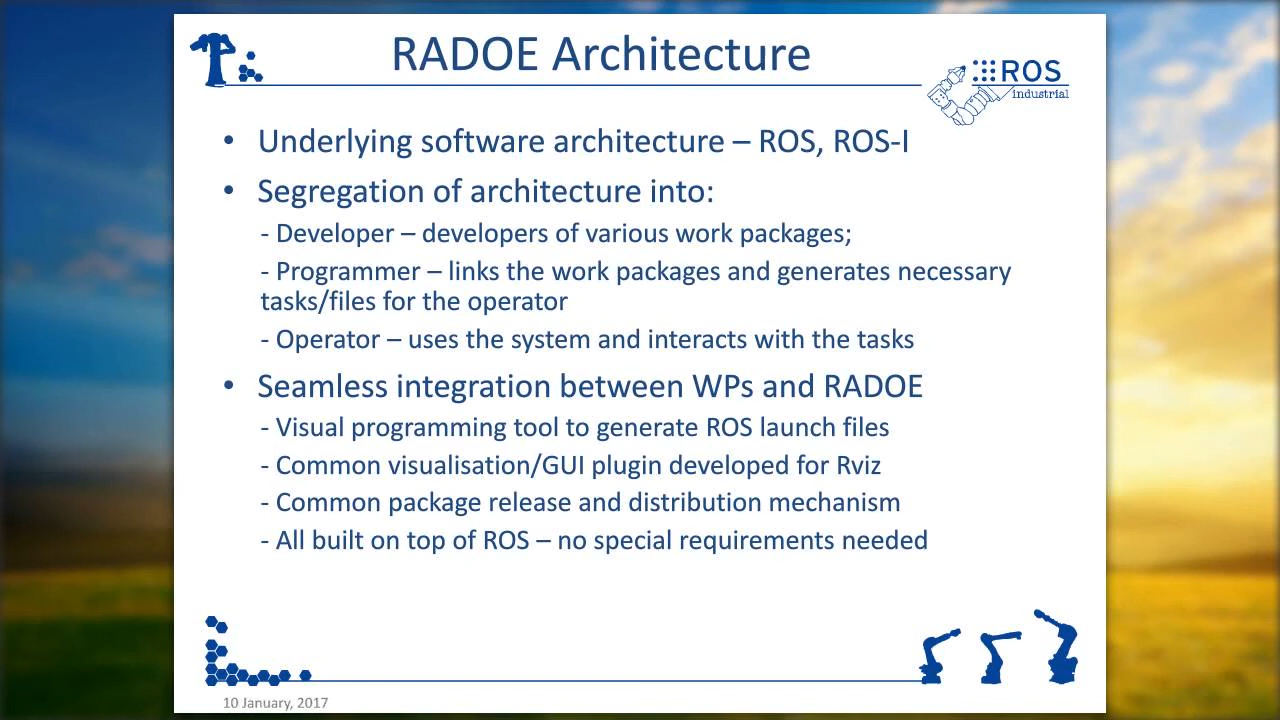 RADOE Architecture
ROS
industrial
• Underlying software architecture – ROS, ROS-I
• Segregation of architecture into:
- Developer – developers of various work packages;
- Programmer – links the work packages and generates necessary
tasks/files for the operator
- Operator – uses the system and interacts with the tasks
• Seamless integration between WPs and RADOE
- Visual programming tool to generate ROS launch files
- Common visualisation/GUI plugin developed for Rviz
- Common package release and distribution mechanism
- All built on top of ROS – no special requirements needed
10 January, 2017